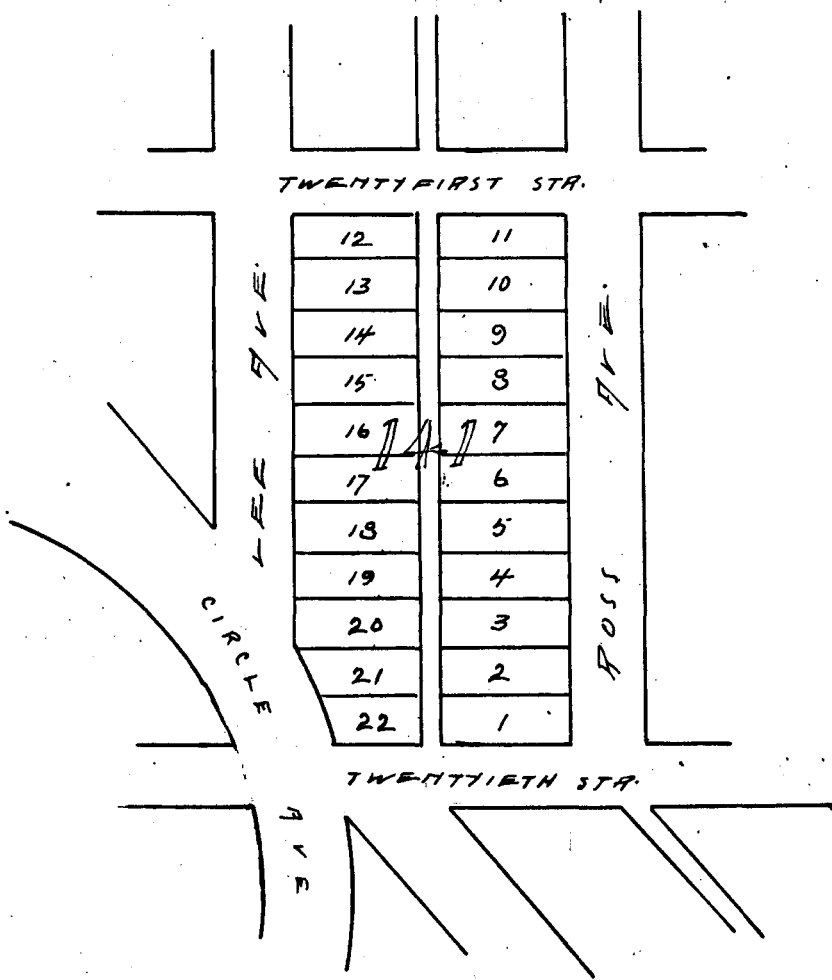 TWENTYFIRST STR.
12 11
13 10
14 9
15 8
16 7
141
17 6
18 5
19 4
20 3
21 2
22 1
LEE AVE.
ROSS AVE.
CIRCLE AVE
TWENTYIETH STR.